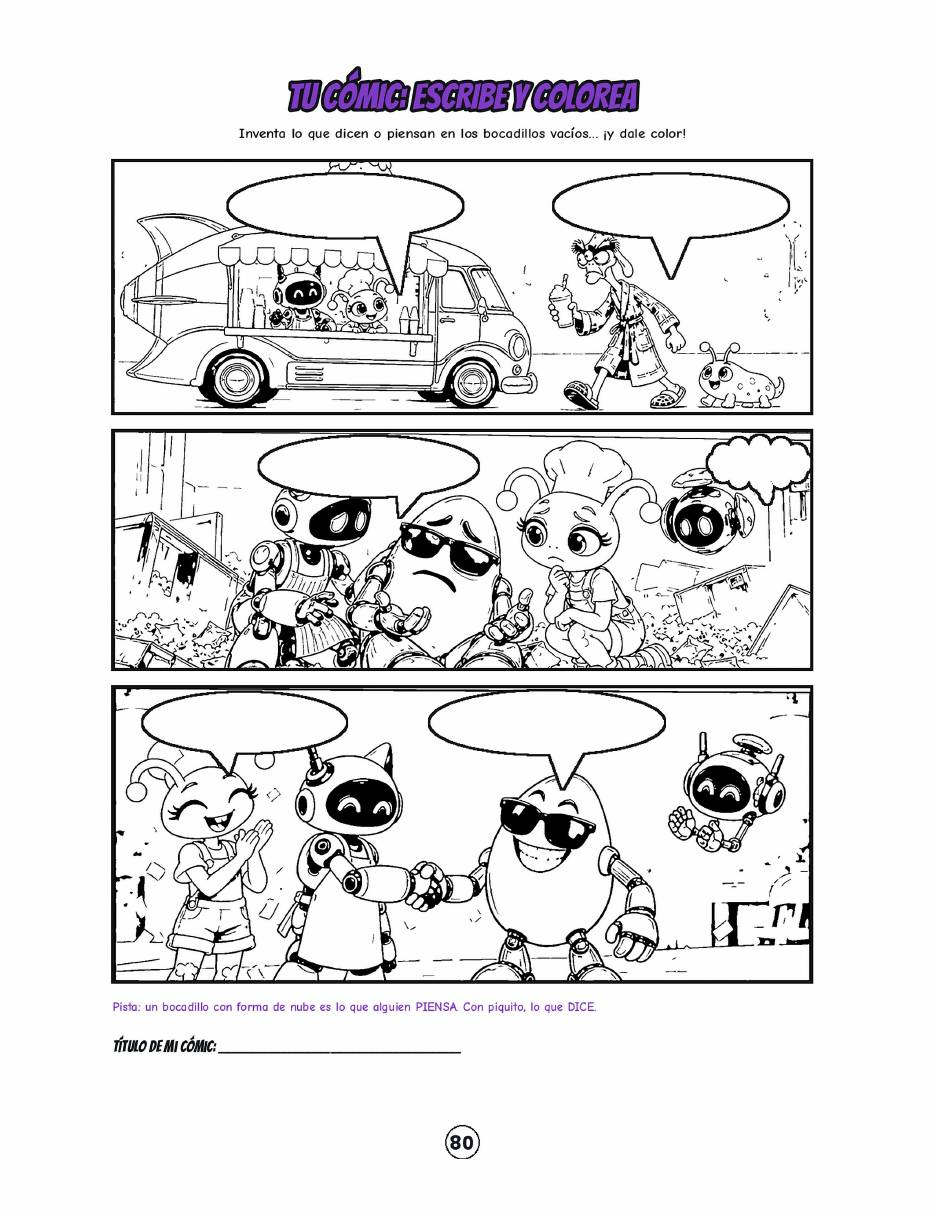 TU CÓMIC: ESCRIBE Y COLOREA
Inventa lo que dicen o piensan en los bocadillos vacíos... ¡y dale color!
Pista: un bocadillo con forma de nube es lo que alguien PIENSA. Con piquito, lo que DICE.
TÍTULO DE MI CÓMIC: ______________________________
80